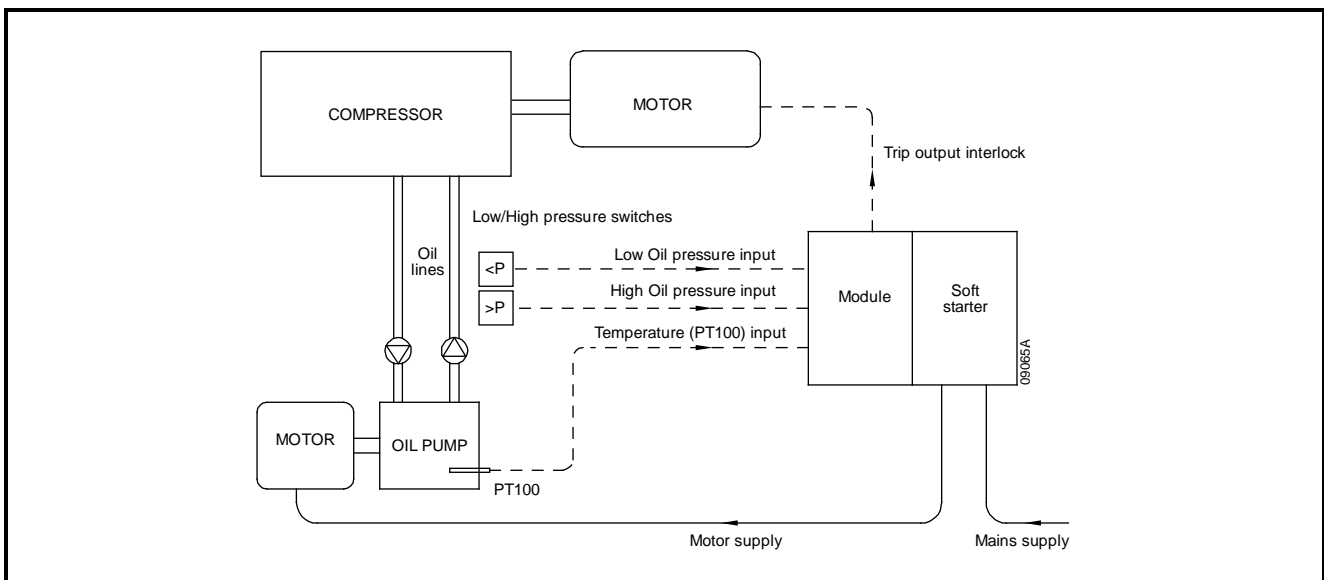 COMPRESSOR
MOTOR
Trip output interlock
Low/High pressure switches
Oil
lines
<P
Low Oil pressure input
>P
High Oil pressure input
Temperature (PT100) input
Module
Soft
starter
09065A
MOTOR
OIL PUMP
PT100
Motor supply
Mains supply